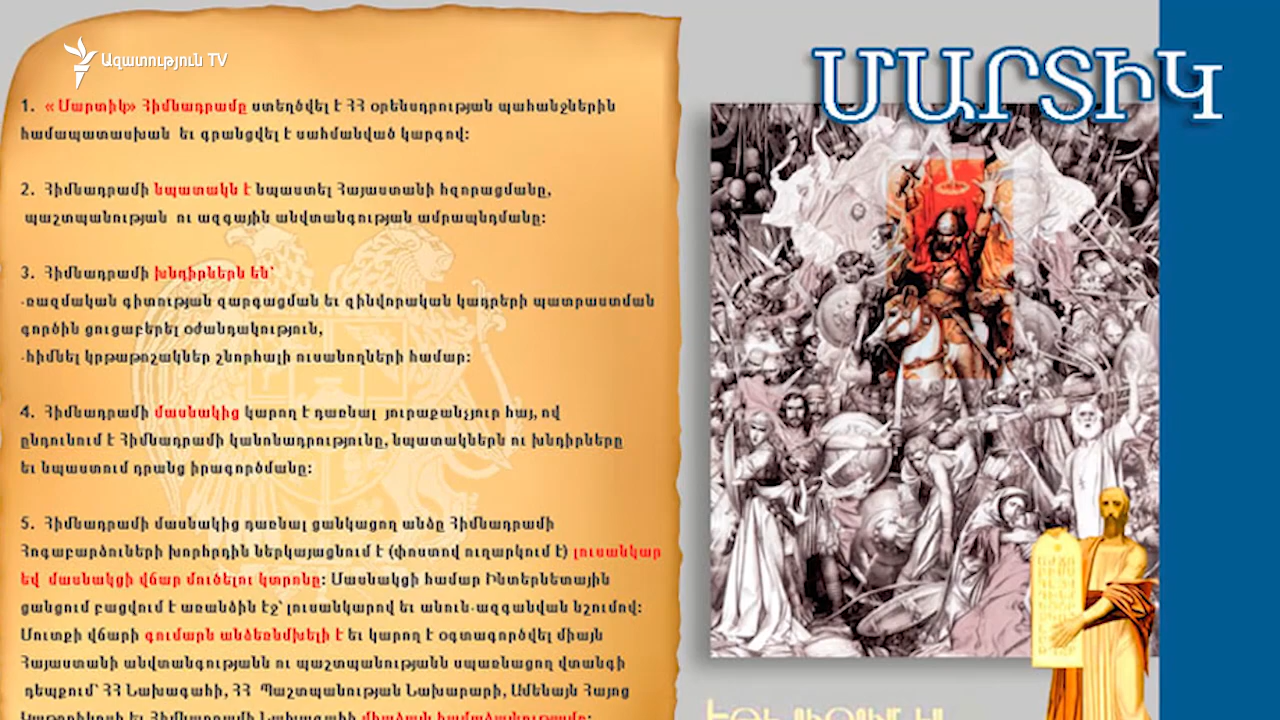 Ազատություն TV
ՄԱՐՏԻԿ
1. «Մարտիկ» Հիմնադրամը ստեղծվել է ՀՀ օրենսդրության պահանջներին
համապատասխան եւ գրանցվել է սահմանված կարգով:
2. Հիմնադրամի նպատակն է նպաստել Հայաստանի հզորացմանը,
պաշտպանության ու ազգային անվտանգության ամրապնդմանը:
3. Հիմնադրամի խնդիրներն են՝
-ռազմական գիտության զարգացման եւ զինվորական կադրերի պատրաստման
գործին ցուցաբերել օժանդակություն,
-հիմնել կրթաթոշակներ շնորհալի ուսանողների համար:
4. Հիմնադրամի մասնակից կարող է դառնալ յուրաքանչյուր հայ, ով
ընդունում է Հիմնադրամի կանոնադրությունը, նպատակներն ու խնդիրները
եւ նպաստում դրանց իրագործմանը:
5. Հիմնադրամի մասնակից դառնալ ցանկացող անձը Հիմնադրամի
Հոգաբարձուների խորհրդին ներկայացնում է (փոստով ուղարկում է) լուսանկար
եվ մասնակցի վճար մուծելու կտրոնը: Մասնակցի համար Ինտերնետային
ցանցում բացվում է առանձին էջ՝ լուսանկարով եւ անուն-ազգանվան նշումով:
Մուտքի վճարի գումարն անձեռնմխելի է եւ կարող է օգտագործվել միայն
Հայաստանի անվտանգությանն ու պաշտպանությանն սպառնացող վտանգի
դեպքում՝ ՀՀ Նախագահի, ՀՀ Պաշտպանության Նախարարի, Ամենայն Հայոց
Կաթողիկոսի եւ Հիմնադրամի Նախագահի միաձայն համաձայնությամբ: